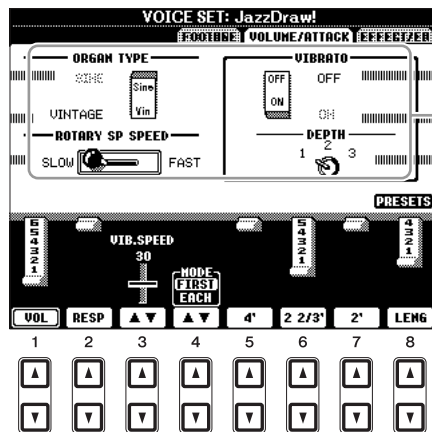 VOICE SET: JazzDraw!
FOOTAGE VOLUME/ATTACK EFFECT/EQ
ORGAN TYPE
SINE
VINTAGE
Sine
Vin
ROTARY SP SPEED
SLOW FAST
VIBRATO
OFF
ON
OFF
ON
DEPTH
1 2 3
PRESETS
6
5
4
3
2
1
VIB.SPEED
30
MODE
FIRST
EACH
5
4
3
2
1
4
3
2
1
VOL RESP ▲▼ ▲▼ 4' 2 2/3' 2' LENG
1 2 3 4 5 6 7 8